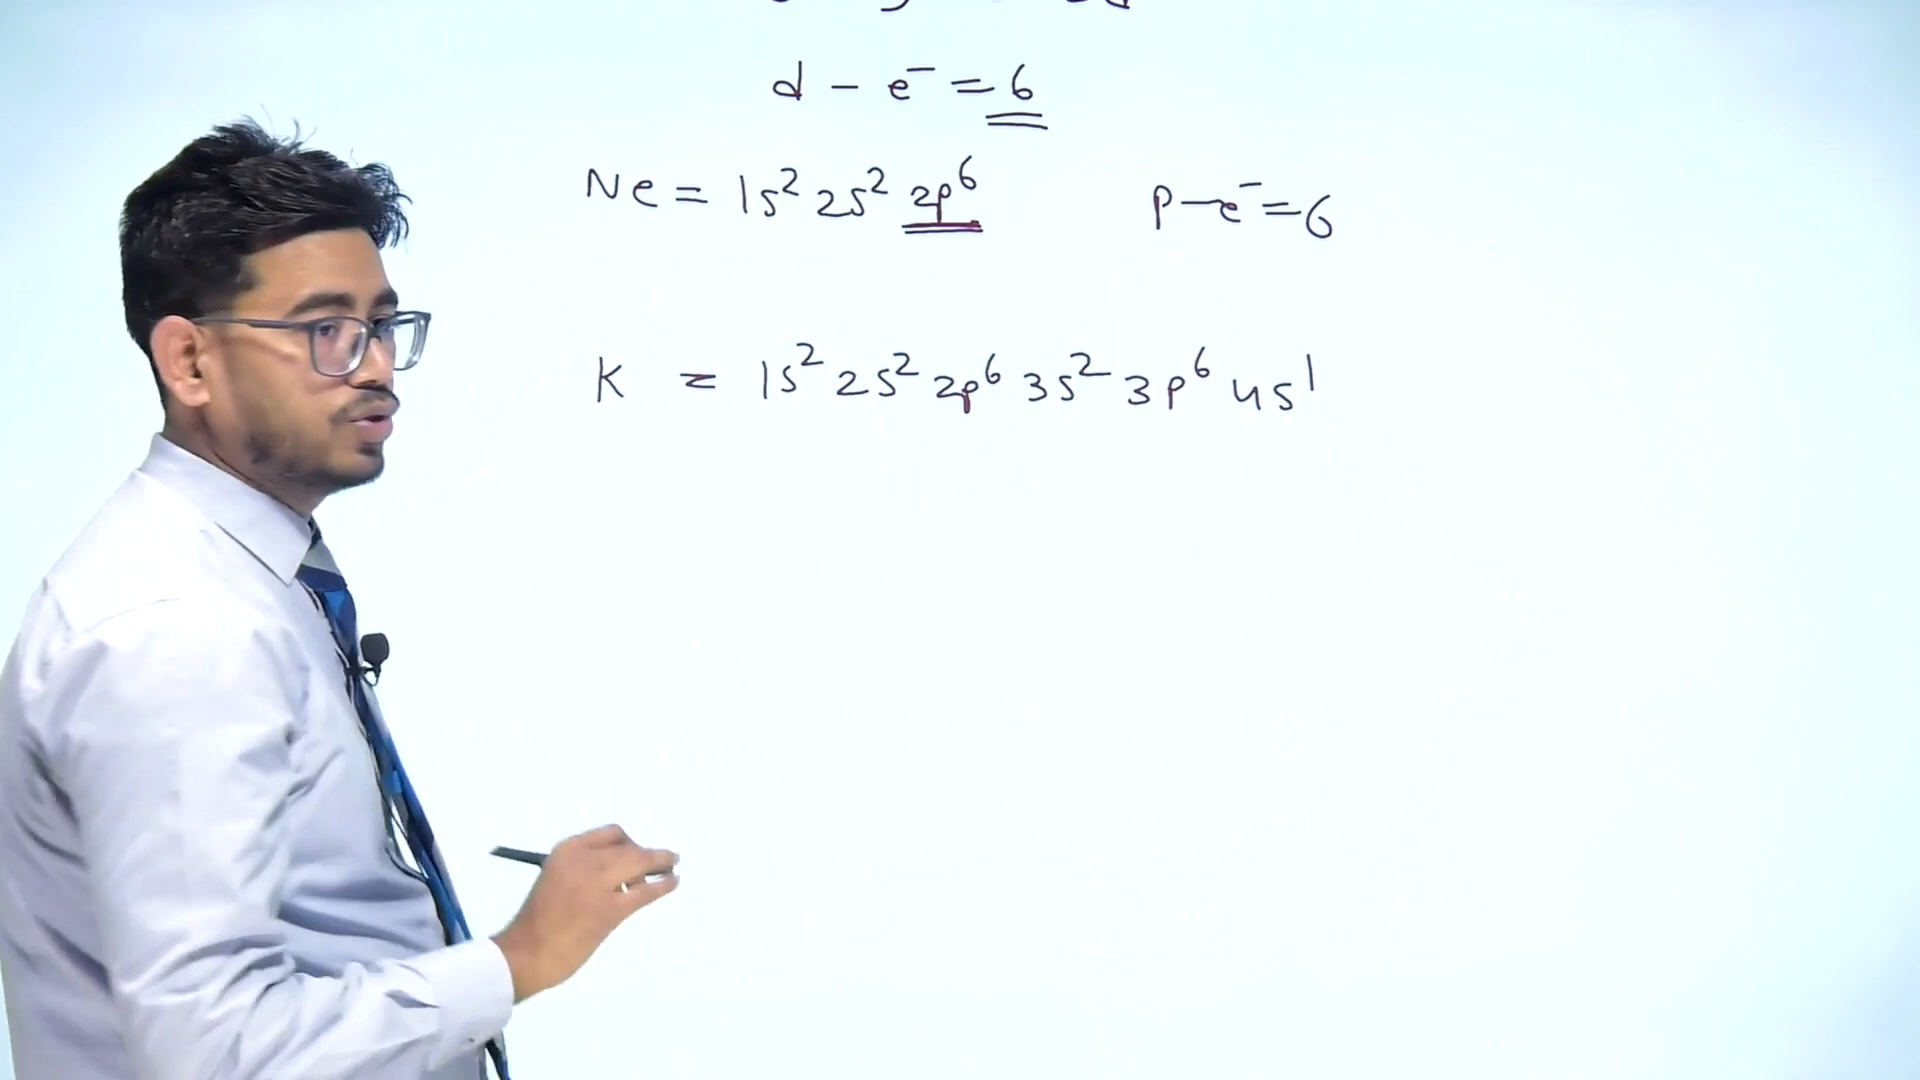 d - e⁻ = 6
Ne = 1s² 2s² 2p⁶ p-e⁻ = 6
K = 1s² 2s² 2p⁶ 3s² 3p⁶ 4s¹